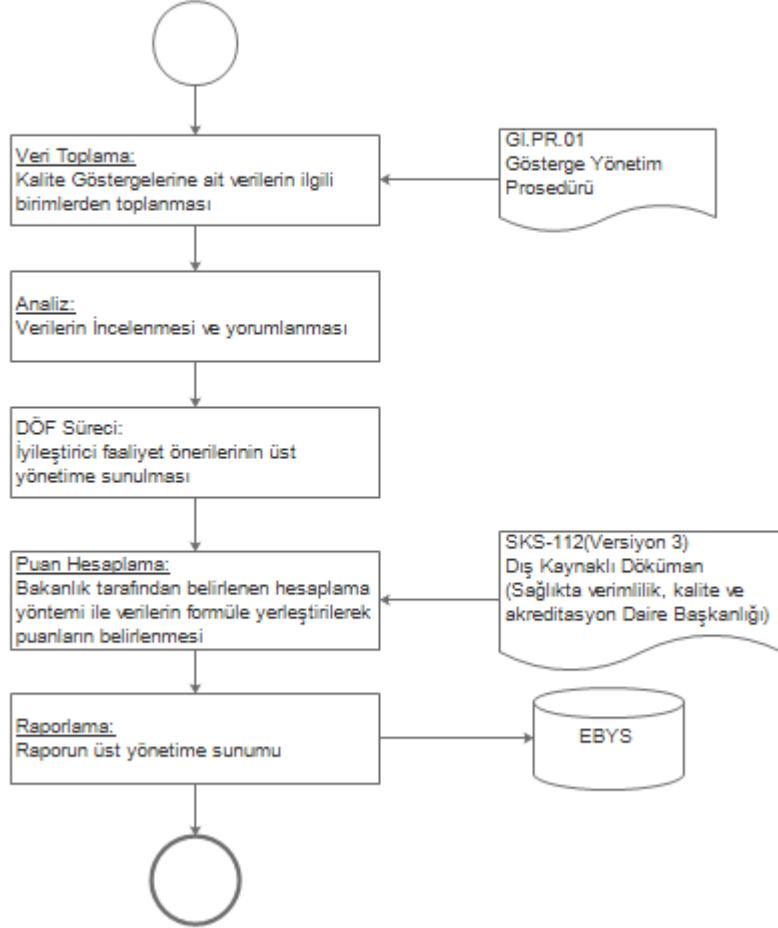 Veri Toplama:
Kalite Göstergelerine ait verilerin ilgili
birimlerden toplanması
Gİ.PR.01
Gösterge Yönetim
Prosedürü
Analiz:
Verilerin İncelenmesi ve yorumlanması
DÖF Süreci:
İyileştirici faaliyet önerilerinin üst
yönetime sunulması
Puan Hesaplama:
Bakanlık tarafından belirlenen hesaplama
yöntemi ile verilerin formüle yerleştirilerek
puanların belirlenmesi
SKS-112(Versiyon 3)
Dış Kaynaklı Döküman
(Sağlıkta verimlilik, kalite ve
akreditasyon Daire Başkanlığı)
Raporlama:
Raporun üst yönetime sunumu
EBYS